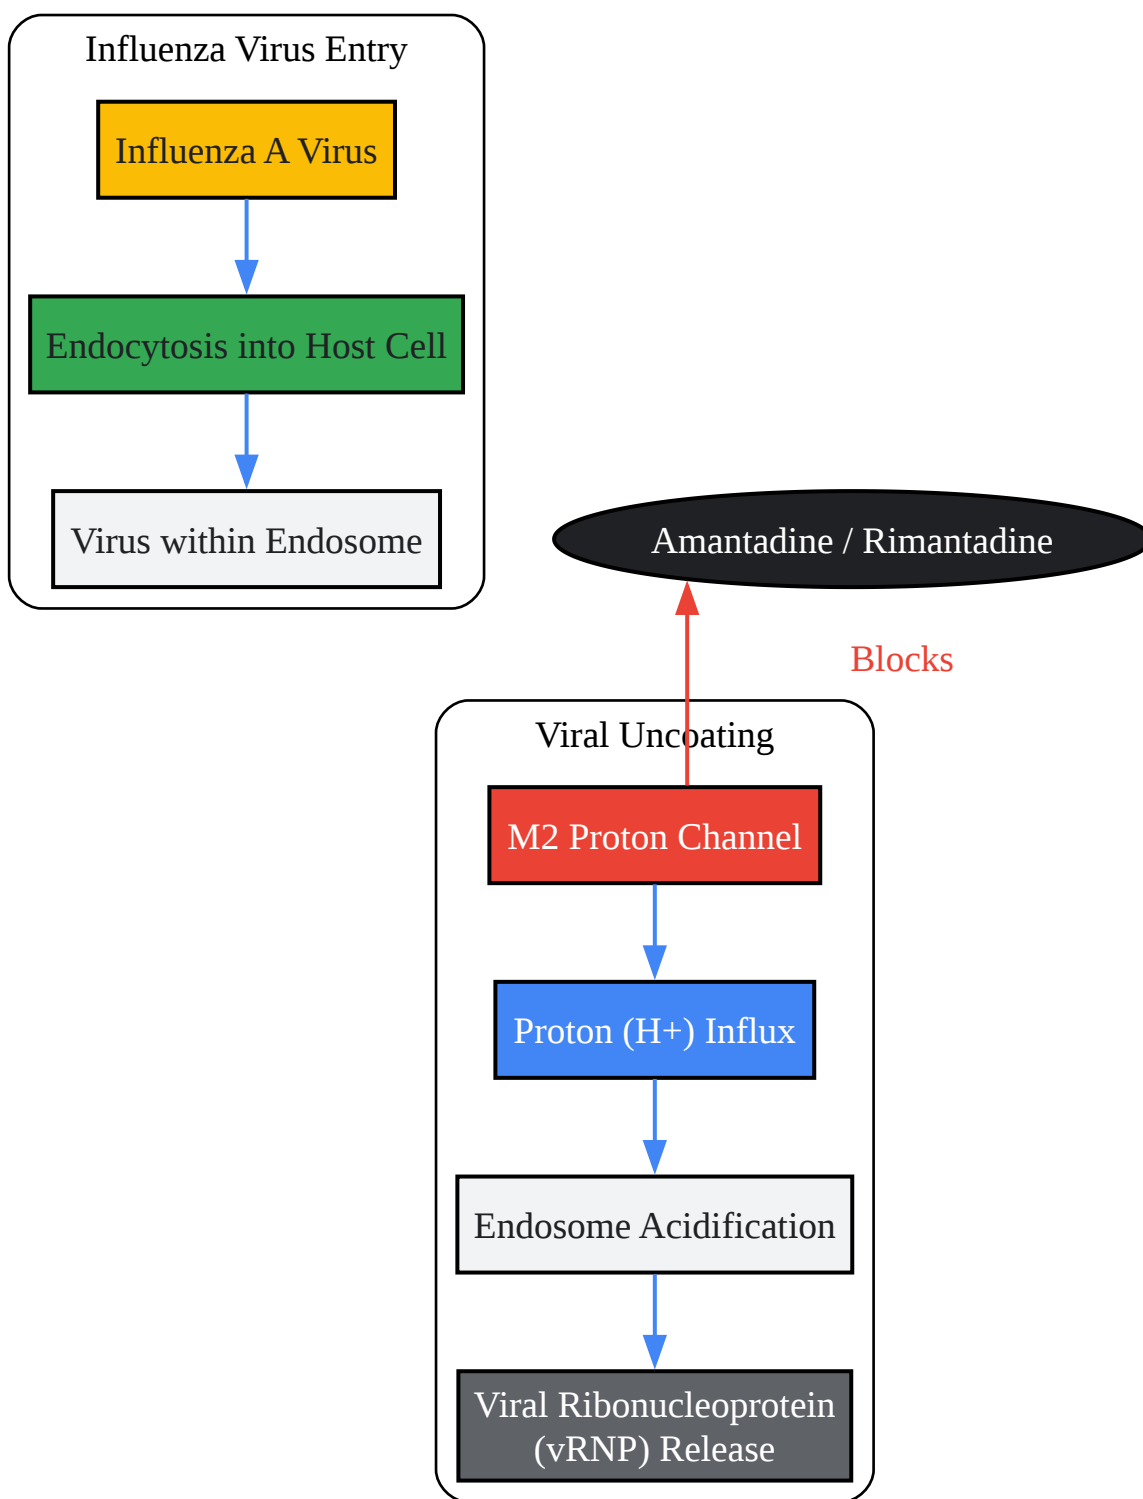 Influenza Virus Entry
Influenza A Virus
Endocytosis into Host Cell
Virus within Endosome
Amantadine / Rimantadine
Blocks
Viral Uncoating
M2 Proton Channel
Proton (H+) Influx
Endosome Acidification
Viral Ribonucleoprotein
(vRNP) Release